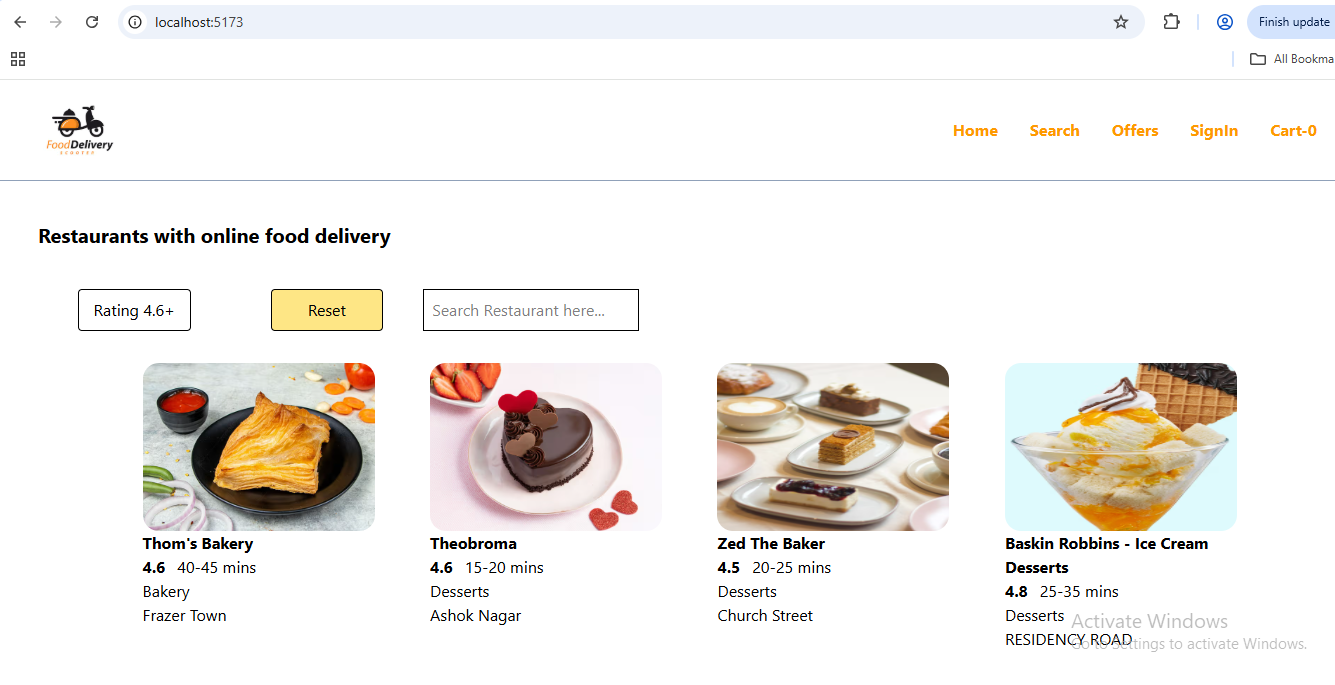 localhost:5173
Finish update
All Bookma
FoodDelivery
SCOOTER
Home Search Offers SignIn Cart-0
Restaurants with online food delivery
Rating 4.6+ Reset Search Restaurant here...
Thom's Bakery
4.6 40-45 mins
Bakery
Frazer Town
Theobroma
4.6 15-20 mins
Desserts
Ashok Nagar
Zed The Baker
4.5 20-25 mins
Desserts
Church Street
Baskin Robbins - Ice Cream
Desserts
4.8 25-35 mins
Desserts
RESIDENCY ROAD
Activate Windows
Go to Settings to activate Windows.